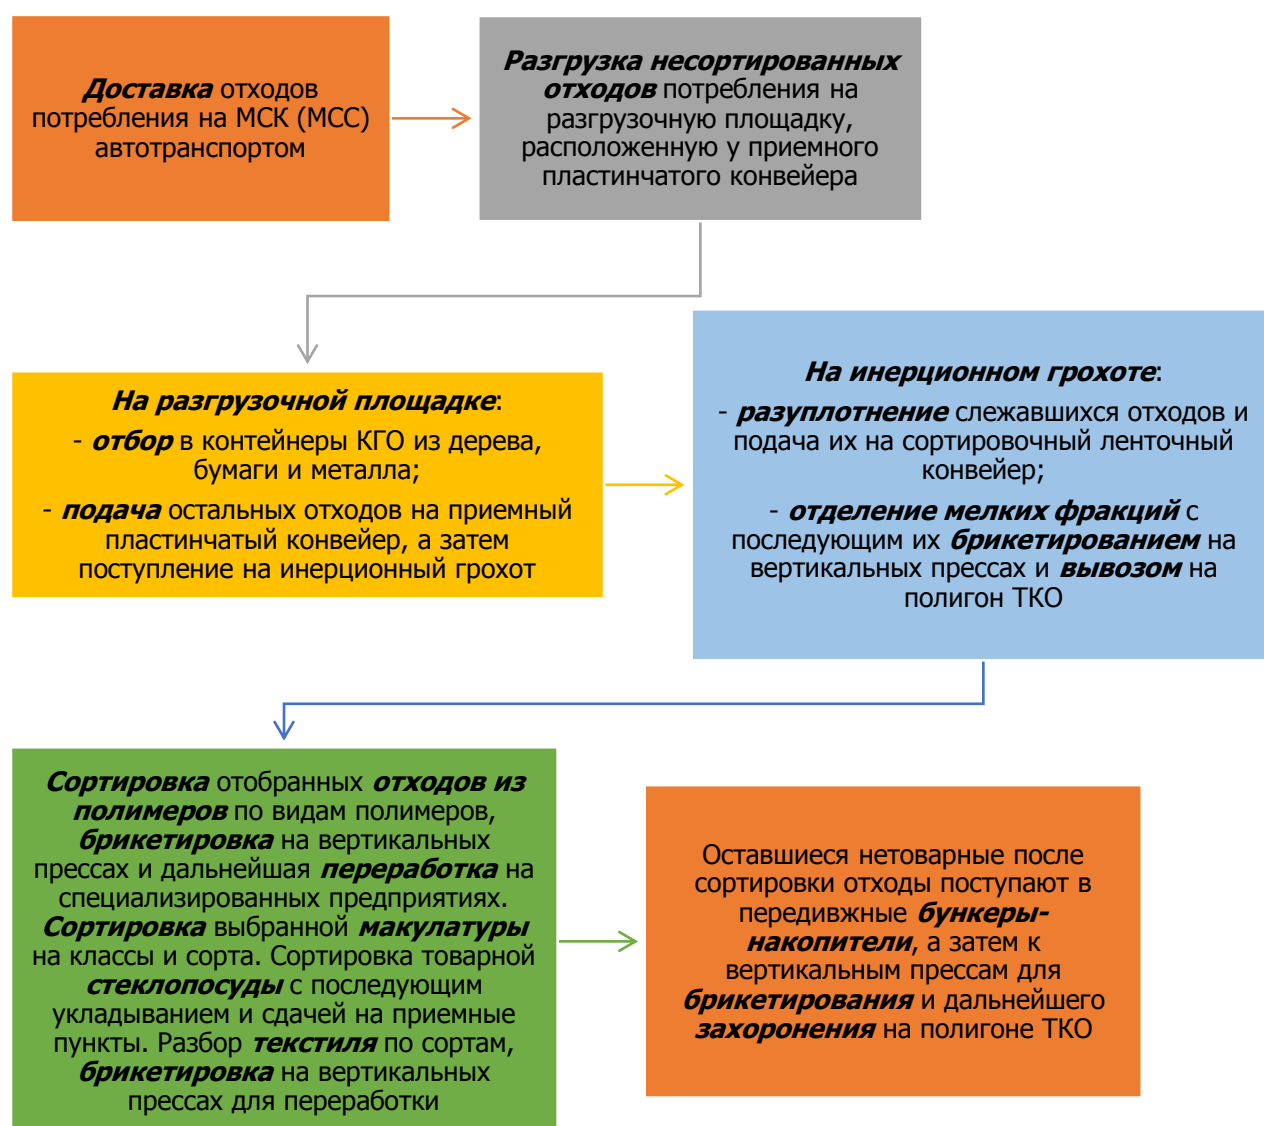 Доставка отходов
потребления на МСК (МСС)
автотранспортом
Разгрузка несортированных
отходов потребления на
разгрузочную площадку,
расположенную у приемного
пластинчатого конвейера
На разгрузочной площадке:
- отбор в контейнеры КГО из дерева,
бумаги и металла;
- подача остальных отходов на приемный
пластинчатый конвейер, а затем
поступление на инерционный грохот
На инерционном грохоте:
- разуплотнение слежавшихся отходов и
подача их на сортировочный ленточный
конвейер;
- отделение мелких фракций с
последующим их брикетированием на
вертикальных прессах и вывозом на
полигон ТКО
Сортировка отобранных отходов из
полимеров по видам полимеров,
брикетировка на вертикальных
прессах и дальнейшая переработка на
специализированных предприятиях.
Сортировка выбранной макулатуры
на классы и сорта. Сортировка товарной
стеклопосуды с последующим
укладыванием и сдачей на приемные
пункты. Разбор текстиля по сортам,
брикетировка на вертикальных
прессах для переработки
Оставшиеся нетоварные после
сортировки отходы поступают в
передивжные бункеры-
накопители, а затем к
вертикальным прессам для
брикетирования и дальнейшего
захоронения на полигоне ТКО